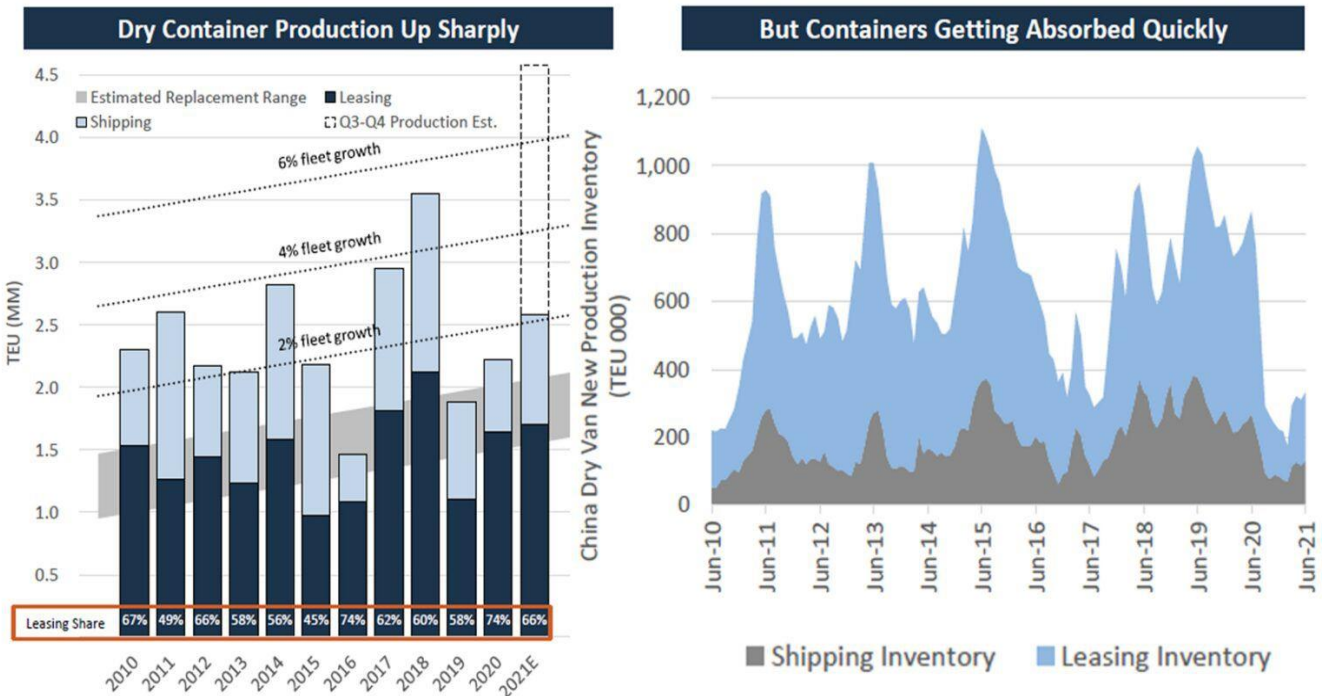 Dry Container Production Up Sharply
4.5
4.0
3.5
3.0
2.5
2.0
1.5
1.0
0.5
TEU (MM)
Estimated Replacement Range
Leasing
Shipping
Q3-Q4 Production Est.
6% fleet growth
4% fleet growth
2% fleet growth
Leasing Share
67% 49% 66% 58% 56% 45% 74% 62% 60% 58% 74% 66%
2010 2011 2012 2013 2014 2015 2016 2017 2018 2019 2020 2021E
But Containers Getting Absorbed Quickly
China Dry Van New Production Inventory
(TEU 000)
1,200
1,000
800
600
400
200
0
Jun-10 Jun-11 Jun-12 Jun-13 Jun-14 Jun-15 Jun-16 Jun-17 Jun-18 Jun-19 Jun-20 Jun-21
Shipping Inventory
Leasing Inventory